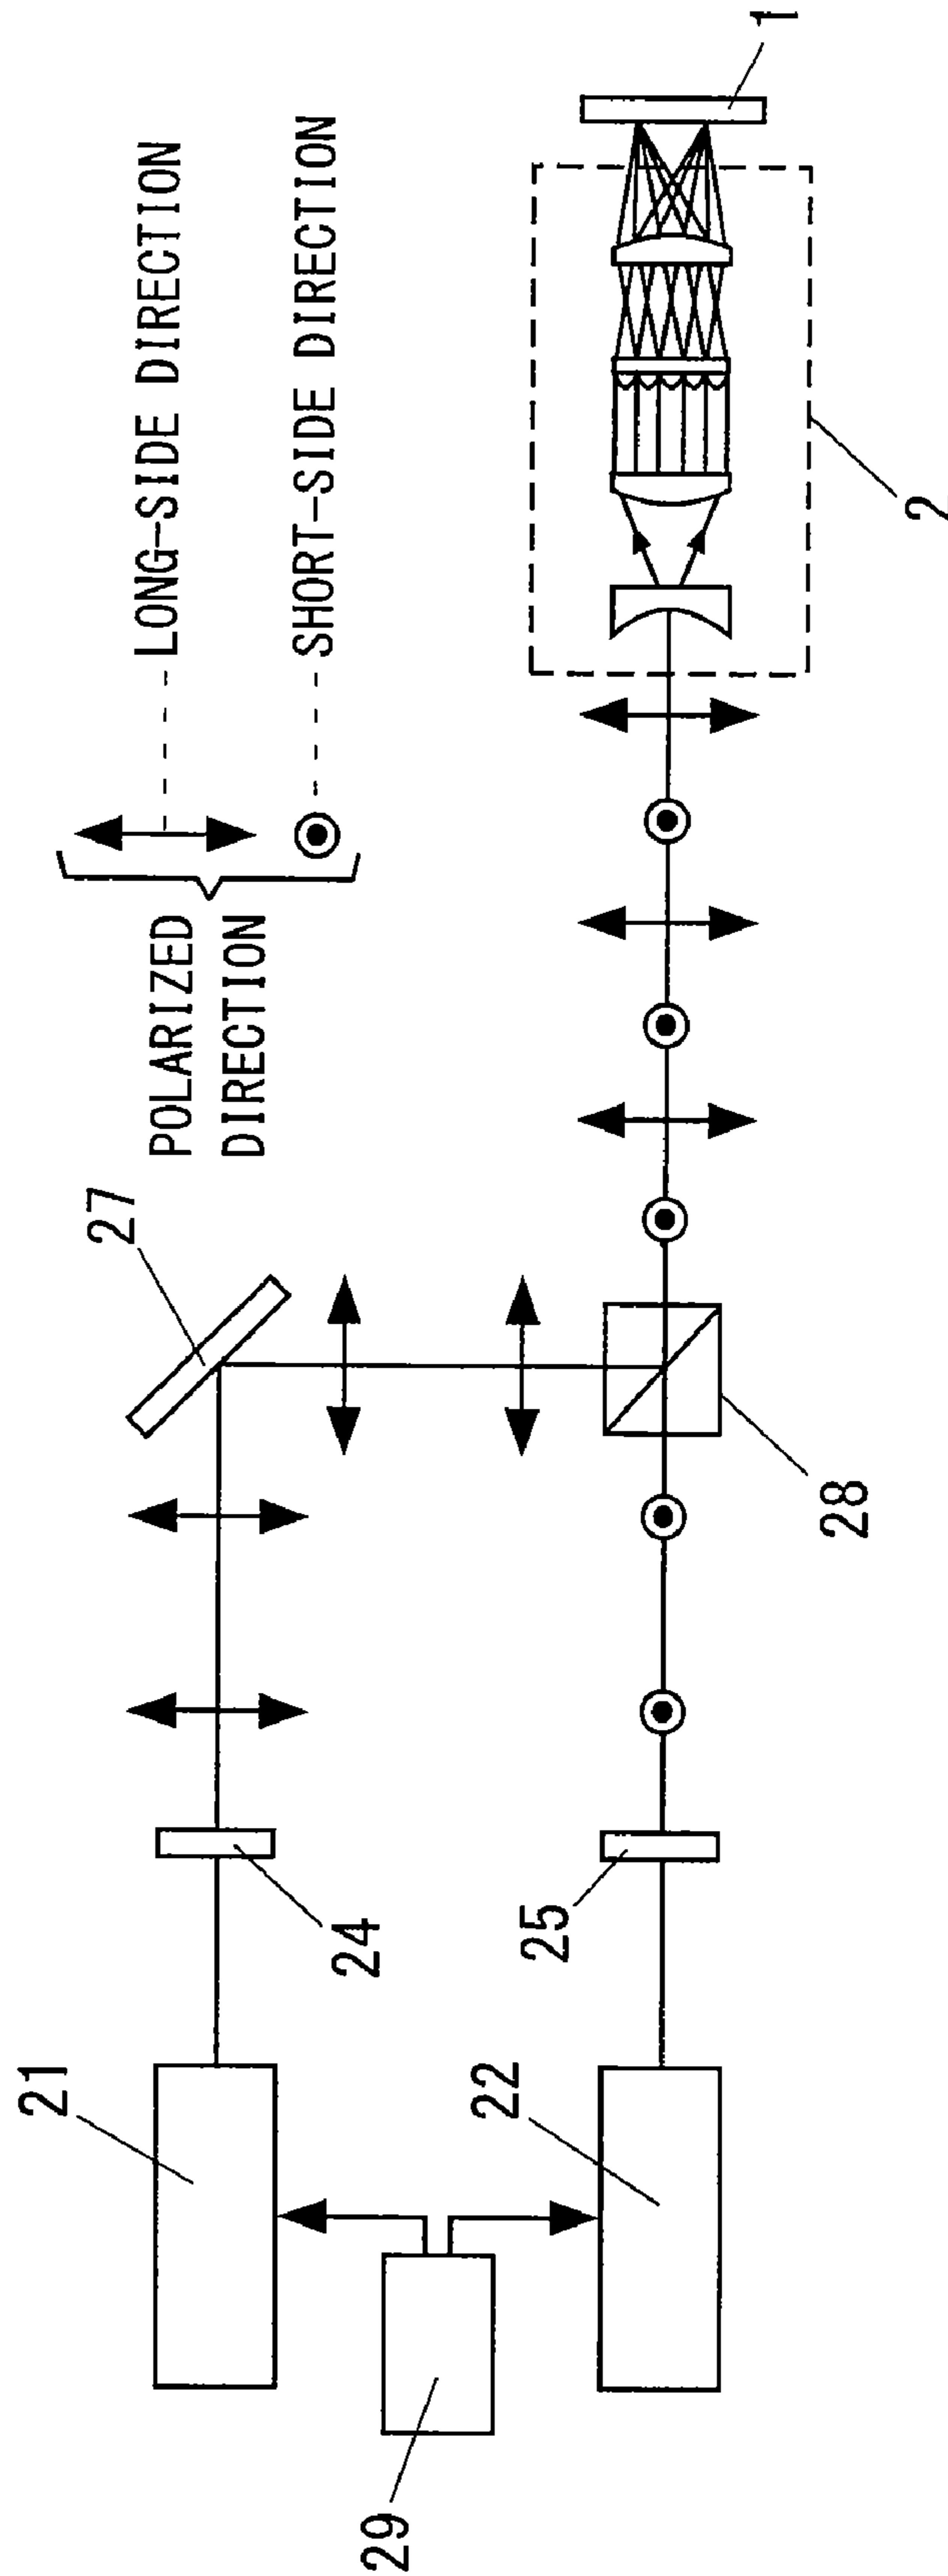 POLARIZED
DIRECTION
LONG-SIDE DIRECTION
SHORT-SIDE DIRECTION
21
24
27
29
22
25
28
2
1